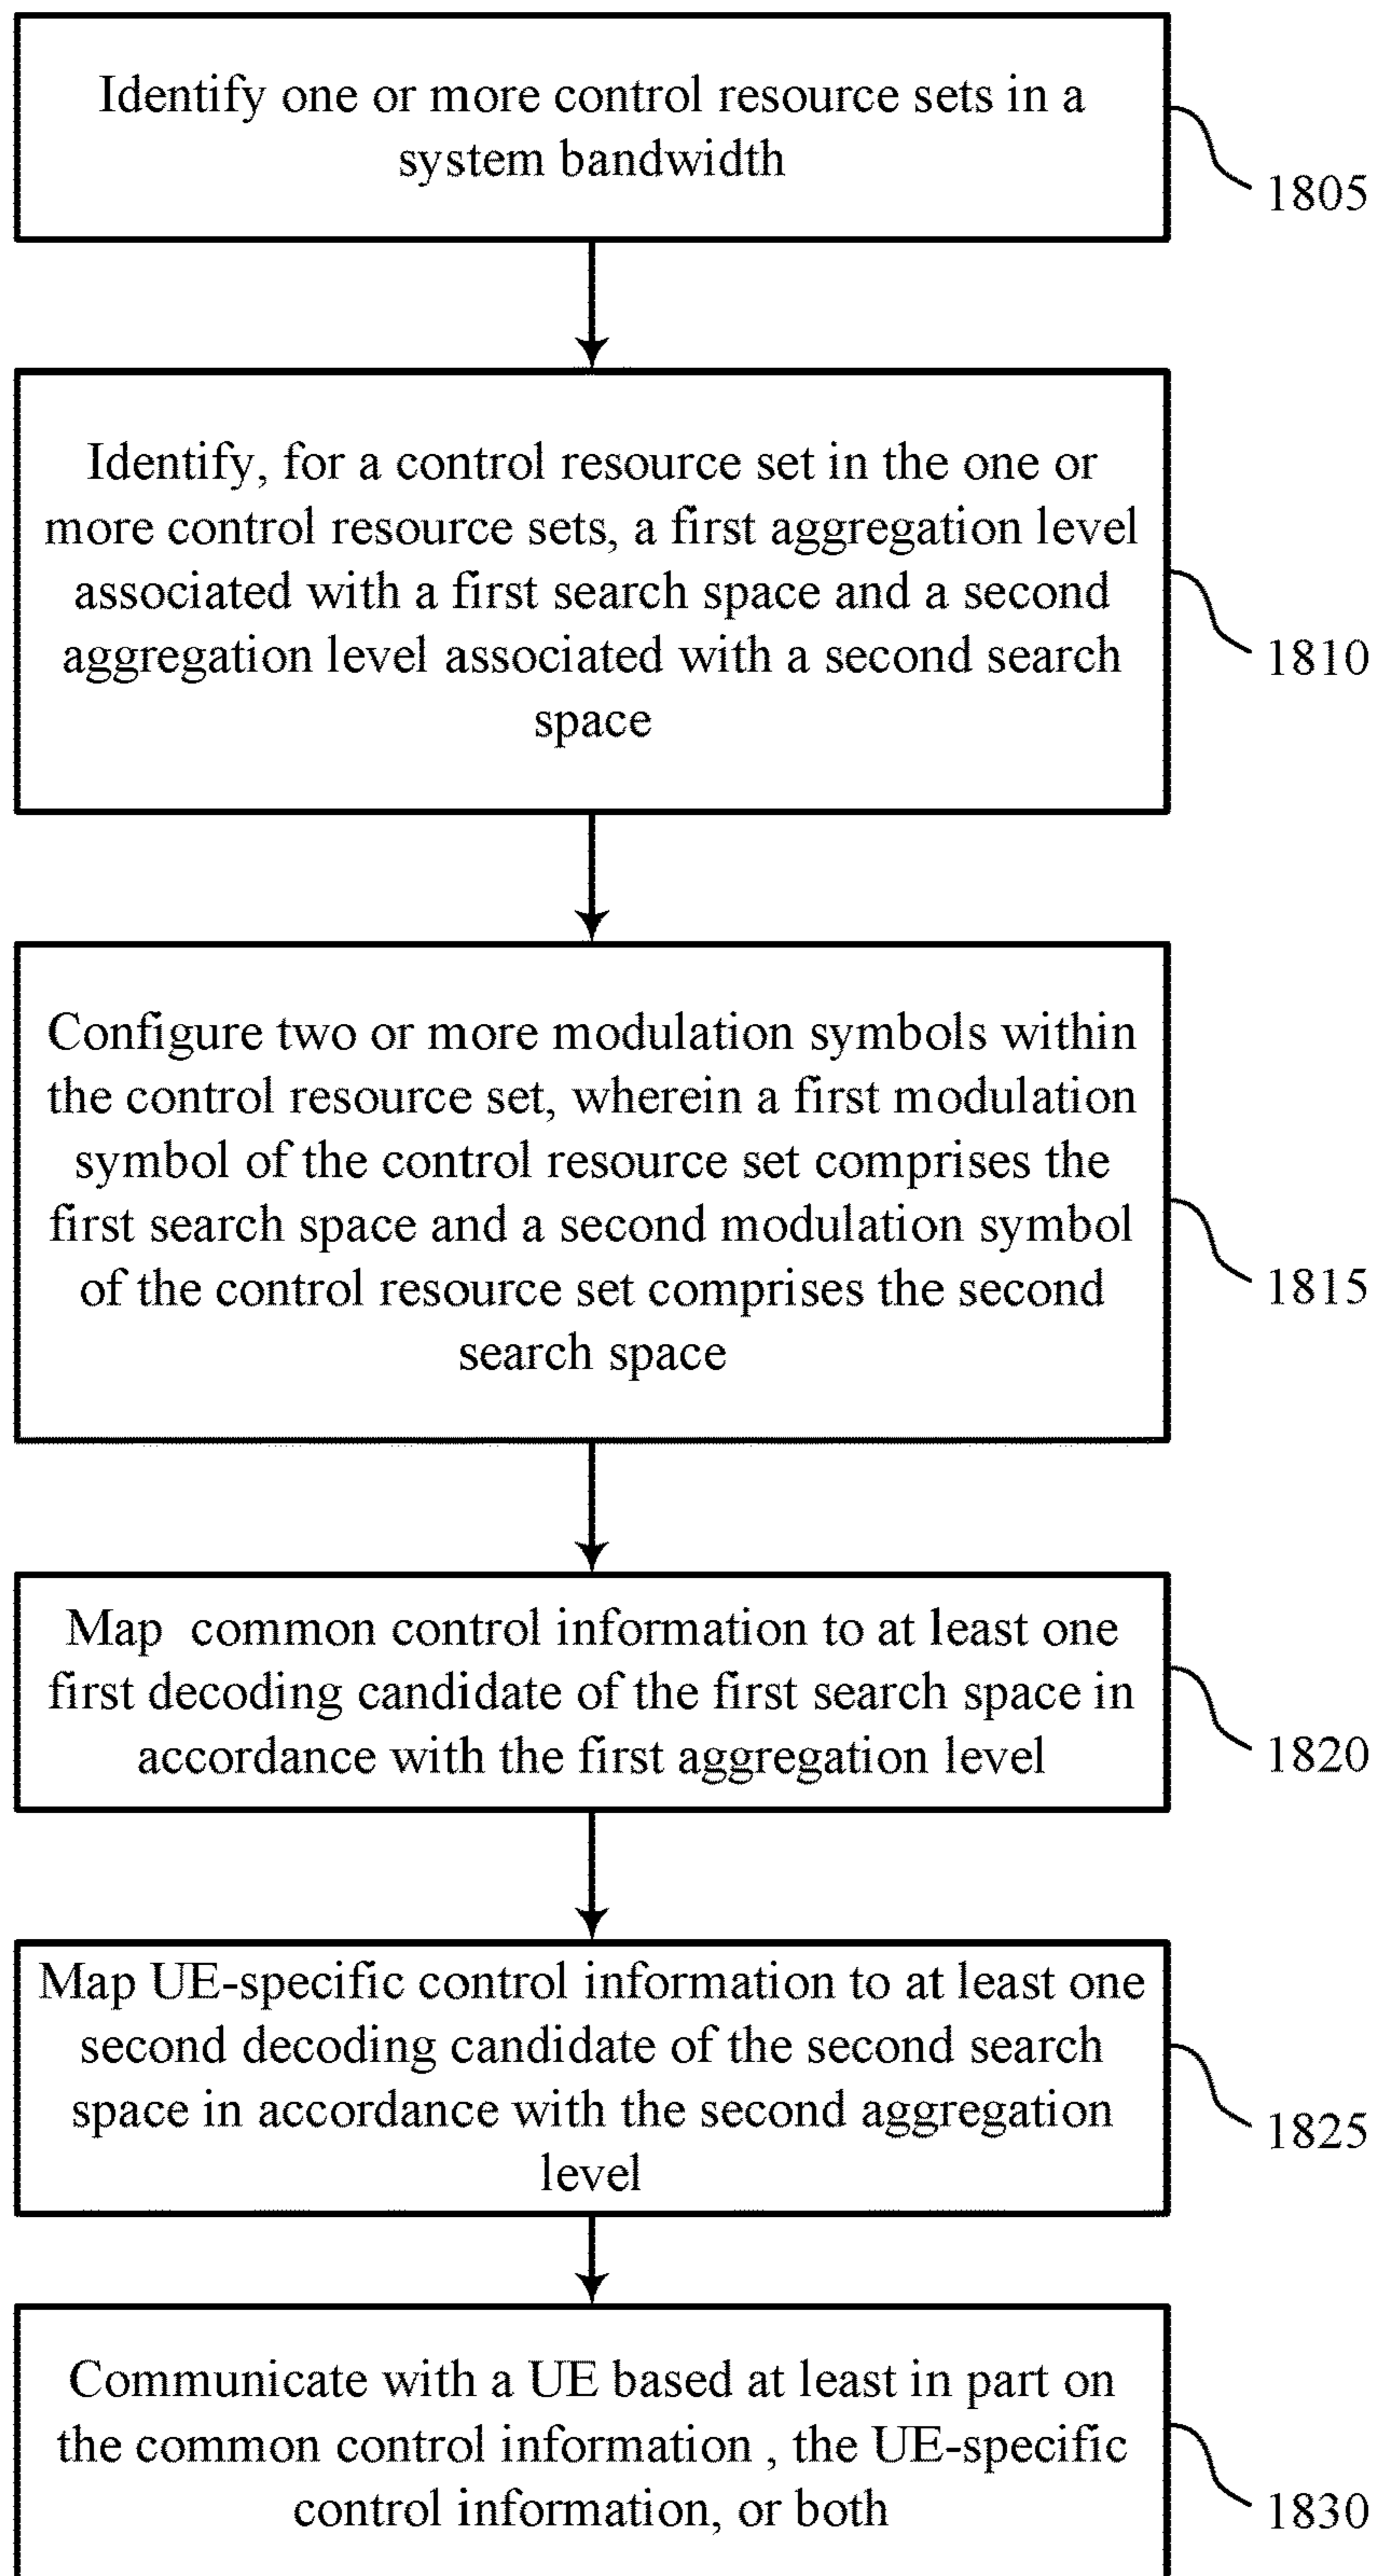 Identify one or more control resource sets in a
system bandwidth
1805
Identify, for a control resource set in the one or
more control resource sets, a first aggregation level
associated with a first search space and a second
aggregation level associated with a second search
space
1810
Configure two or more modulation symbols within
the control resource set, wherein a first modulation
symbol of the control resource set comprises the
first search space and a second modulation symbol
of the control resource set comprises the second
search space
1815
Map common control information to at least one
first decoding candidate of the first search space in
accordance with the first aggregation level
1820
Map UE-specific control information to at least one
second decoding candidate of the second search
space in accordance with the second aggregation
level
1825
Communicate with a UE based at least in part on
the common control information , the UE-specific
control information, or both
1830